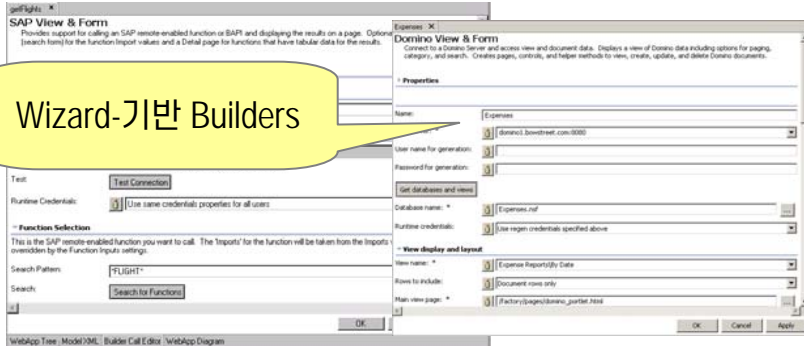 getFlights
SAP View & Form
Provides support for calling an SAP remote-enabled function or BAPI and displaying the results on a page. Optiona
(search form) for the function Import values and a Detail page for functions that have tabular data for the results.
Wizard-기반 Builders
Test:
Test Connection
Runtime Credentials:
Use same credentials properties for all users
Function Selection
This is the SAP remote-enabled function you want to call. The 'Imports' for the function will be taken from the Imports
overridden by the Function Inputs settings.
Search Pattern:
*FLIGHT*
Search:
Search for Functions
OK
WebApp Tree Model XML Builder Call Editor WebApp Diagram
Expenses
Domino View & Form
Connect to a Domino Server and access view and document data. Displays a view of Domino data including options for paging,
category, and search. Creates pages, controls, and helper methods to view, create, update, and delete Domino documents.
Properties
Name:
Expenses
domino1.bowstreet.com:8080
User name for generation:
Password for generation:
Get databases and views
Database name: *
Expenses.nsf
...
Runtime credentials:
Use regen credentials specified above
View display and layout
View name: *
Expense Reports\By Date
Rows to include:
Document rows only
Main view page: *
/factory/pages/domino_portlet.html
...
OK Cancel Apply